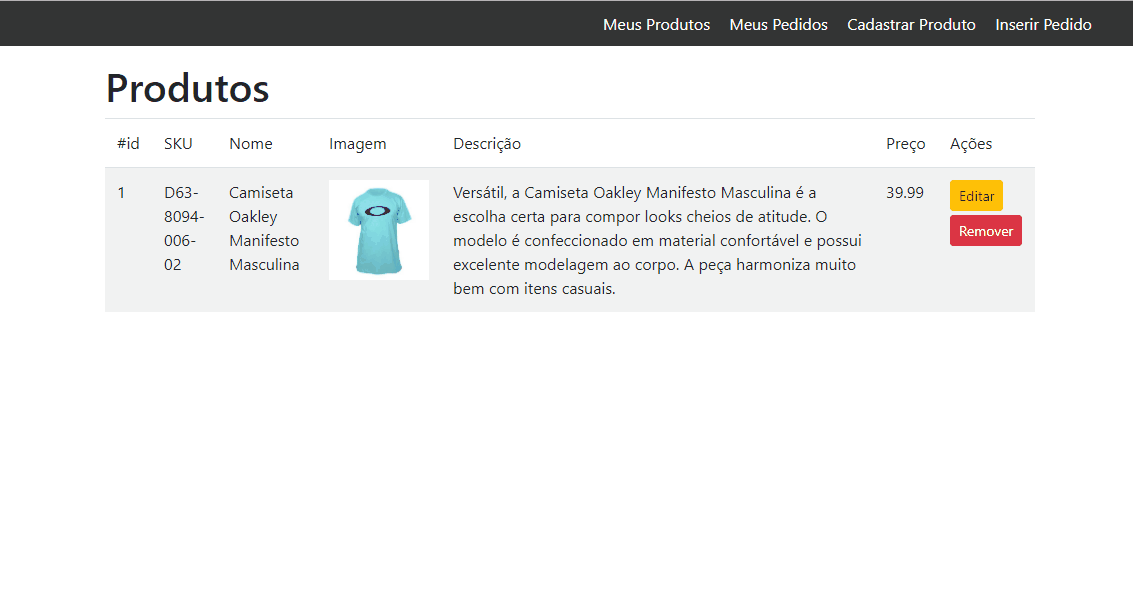 Meus Produtos Meus Pedidos Cadastrar Produto Inserir Pedido
Produtos
#id SKU Nome Imagem Descrição Preço Ações
1
D63-
8094-
006-
02
Camiseta
Oakley
Manifesto
Masculina
Versátil, a Camiseta Oakley Manifesto Masculina é a
escolha certa para compor looks cheios de atitude. O
modelo é confeccionado em material confortável e possui
excelente modelagem ao corpo. A peça harmoniza muito
bem com itens casuais.
39.99
Editar
Remover